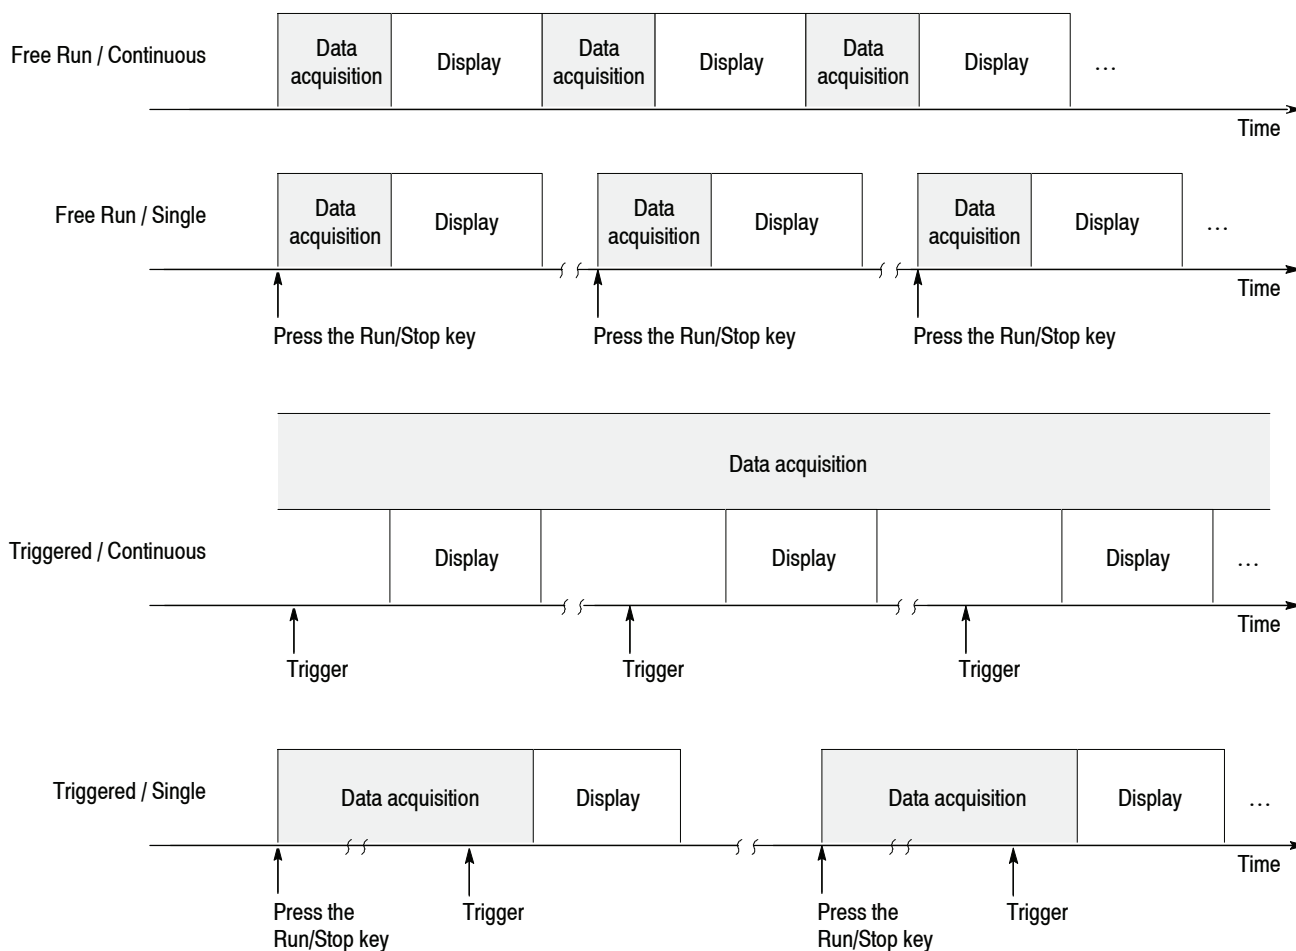 Free Run / Continuous
Data
acquisition
Display
Data
acquisition
Display
Data
acquisition
Display
...
Time
Free Run / Single
Data
acquisition
Display
Data
acquisition
Display
Data
acquisition
Display
...
Time
Press the Run/Stop key
Press the Run/Stop key
Press the Run/Stop key
Data acquisition
Triggered / Continuous
Display
Display
Display
...
Time
Trigger
Trigger
Trigger
Triggered / Single
Data acquisition
Display
Data acquisition
Display
...
Time
Press the
Run/Stop key
Trigger
Press the
Run/Stop key
Trigger